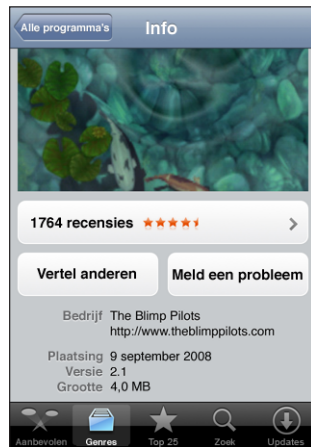 Alle programma's
Info
1764 recensies
Vertel anderen
Meld een probleem
Bedrijf The Blimp Pilots
http://www.theblimppilots.com
Plaatsing 9 september 2008
Versie 2.1
Grootte 4,0 MB
Aanbevolen Genres Top 25 Zoek Updates